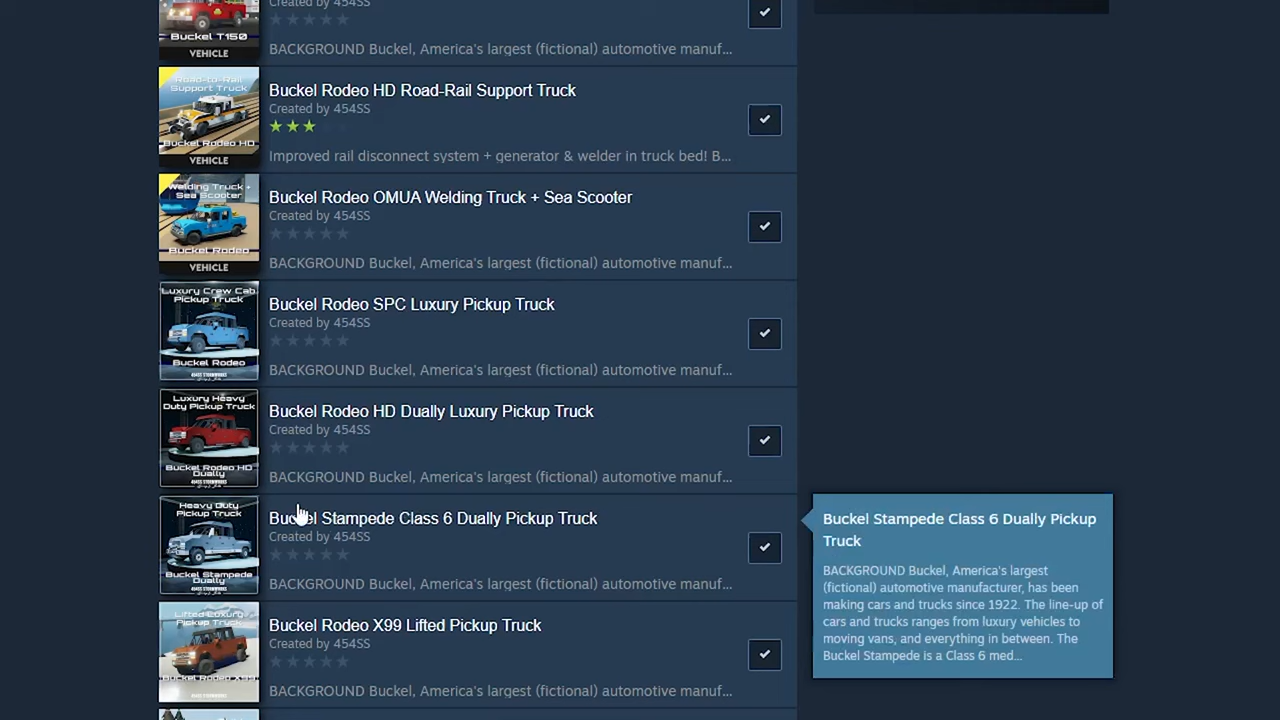 Created by 454SS
Buckel T150
VEHICLE
BACKGROUND Buckel, America's largest (fictional) automotive manuf...
Road-to-Rail
Support Truck
Buckel Rodeo HD
VEHICLE
Buckel Rodeo HD Road-Rail Support Truck
Created by 454SS
Improved rail disconnect system + generator & welder in truck bed! B...
Welding Truck +
Sea Scooter
Buckel Rodeo
VEHICLE
Buckel Rodeo OMUA Welding Truck + Sea Scooter
Created by 454SS
BACKGROUND Buckel, America's largest (fictional) automotive manuf...
Luxury Crew Cab
Pickup Truck
Buckel Rodeo
Buckel Rodeo SPC Luxury Pickup Truck
Created by 454SS
BACKGROUND Buckel, America's largest (fictional) automotive manuf...
Luxury Heavy
Duty Pickup Truck
Buckel Rodeo HD
Dually
Buckel Rodeo HD Dually Luxury Pickup Truck
Created by 454SS
BACKGROUND Buckel, America's largest (fictional) automotive manuf...
Heavy Duty
Pickup Truck
Buckel Stampede
Dually
Buckel Stampede Class 6 Dually Pickup Truck
Created by 454SS
BACKGROUND Buckel, America's largest (fictional) automotive manuf...
Buckel Stampede Class 6 Dually Pickup
Truck
BACKGROUND Buckel, America's largest
(fictional) automotive manufacturer, has been
making cars and trucks since 1922. The line-up of
cars and trucks ranges from luxury vehicles to
moving vans, and everything in between. The
Buckel Stampede is a Class 6 med...
Lifted Luxury
Pickup Truck
Buckel Rodeo X99
Buckel Rodeo X99 Lifted Pickup Truck
Created by 454SS
BACKGROUND Buckel, America's largest (fictional) automotive manuf...